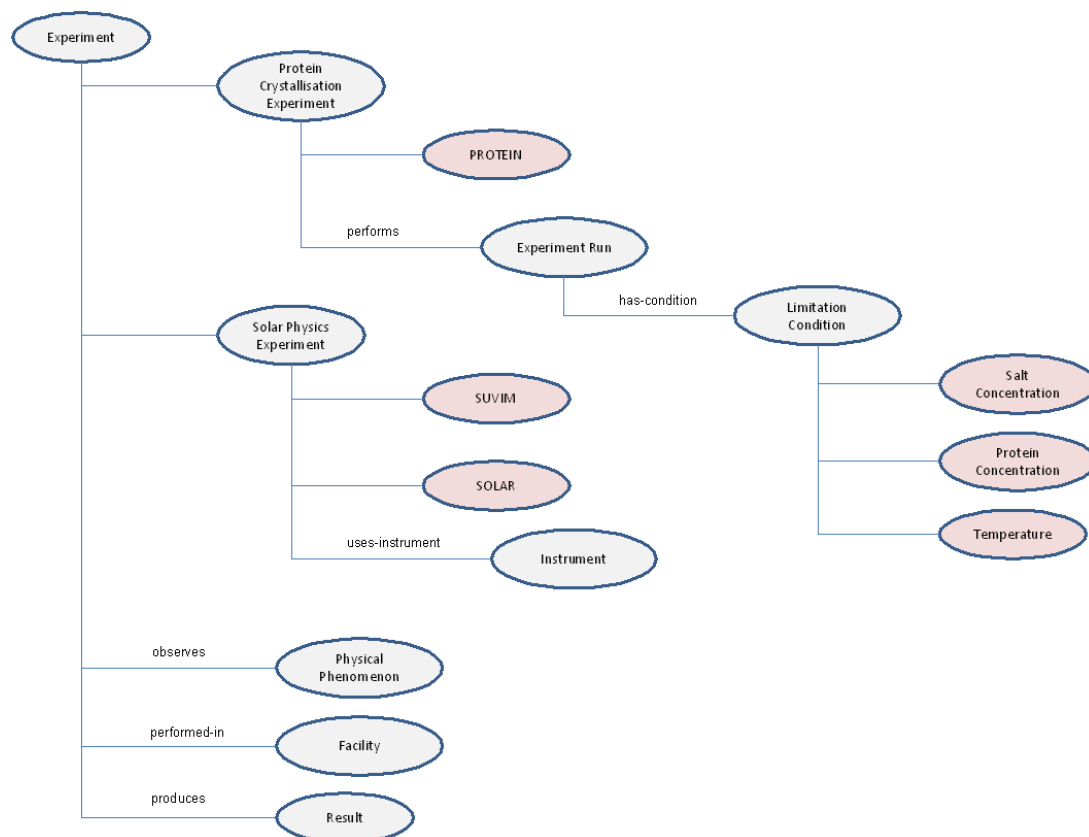 Experiment
Protein
Crystallisation
Experiment
PROTEIN
performs
Experiment Run
has-condition
Limitation
Condition
Solar Physics
Experiment
Salt
Concentration
SUVIM
Protein
Concentration
SOLAR
Temperature
uses-instrument
Instrument
observes
Physical
Phenomenon
performed-in
Facility
produces
Result